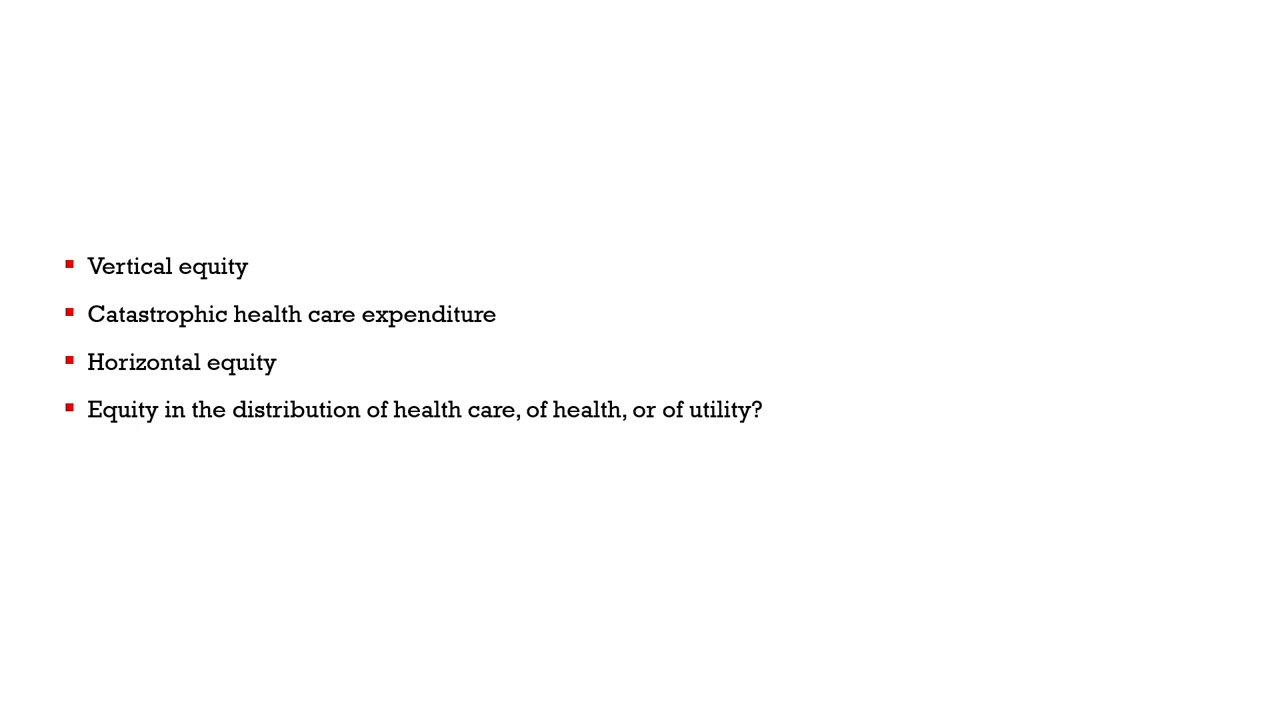 ▪ Vertical equity
▪ Catastrophic health care expenditure
▪ Horizontal equity
▪ Equity in the distribution of health care, of health, or of utility?